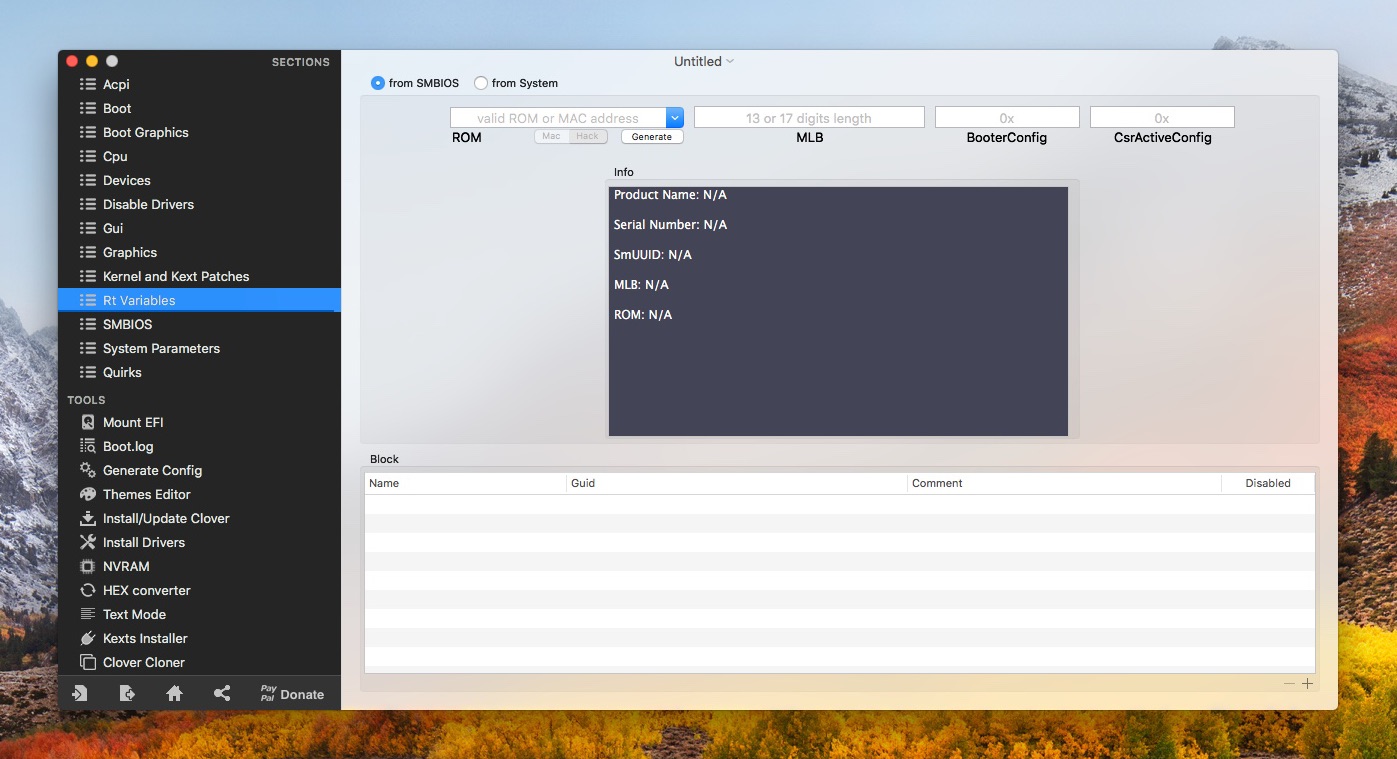 SECTIONS
Acpi
Boot
Boot Graphics
Cpu
Devices
Disable Drivers
Gui
Graphics
Kernel and Kext Patches
Rt Variables
SMBIOS
System Parameters
Quirks
TOOLS
Mount EFI
Boot.log
Generate Config
Themes Editor
Install/Update Clover
Install Drivers
NVRAM
HEX converter
Text Mode
Kexts Installer
Clover Cloner
Pay
Pal Donate
Untitled
from SMBIOS from System
valid ROM or MAC address 13 or 17 digits length 0x 0x
ROM Mac Hack Generate MLB BooterConfig CsrActiveConfig
Info
Product Name: N/A
Serial Number: N/A
SmUUID: N/A
MLB: N/A
ROM: N/A
Block
Name Guid Comment Disabled